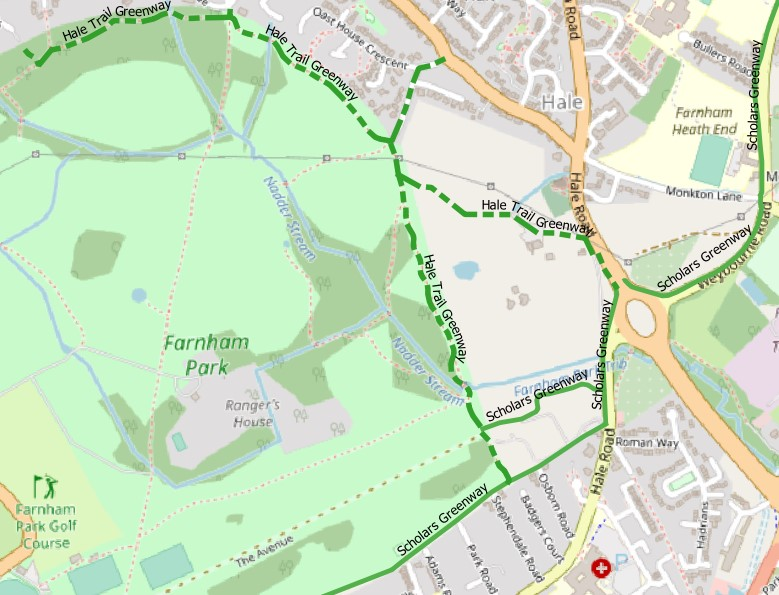 Hale Trail Greenway
Hale Trail Greenway
Oast House Crescent
Way
Road
Bullers Road
Scholars Greenway
Hale
Farnham
Heath End
Monkton Lane
Hale Road
Nadder Stream
Hale Trail Greenway
Scholars Greenway
Weybourne Road
Hale Trail Greenway
Scholars Greenway
Farnham
Park
Nadder Stream
Scholars Greenway
Ranger's
House
Roman Way
Hale Road
Farnham
Park Golf
Course
Scholars Greenway
Osborn Road
Badgers Court
Stephendale Road
Hadrians
The Avenue
Park Road
Adams
P